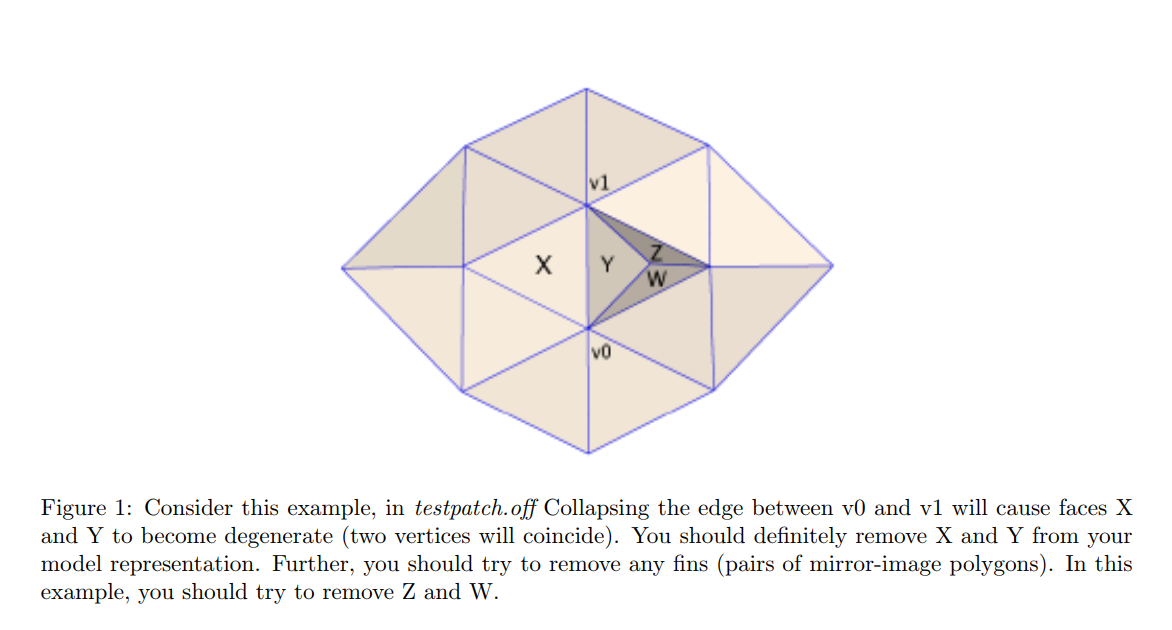 v1
X
Y
Z
W
v0
Figure 1: Consider this example, in testpatch.off Collapsing the edge between v0 and v1 will cause faces X
and Y to become degenerate (two vertices will coincide). You should definitely remove X and Y from your
model representation. Further, you should try to remove any fins (pairs of mirror-image polygons). In this
example, you should try to remove Z and W.